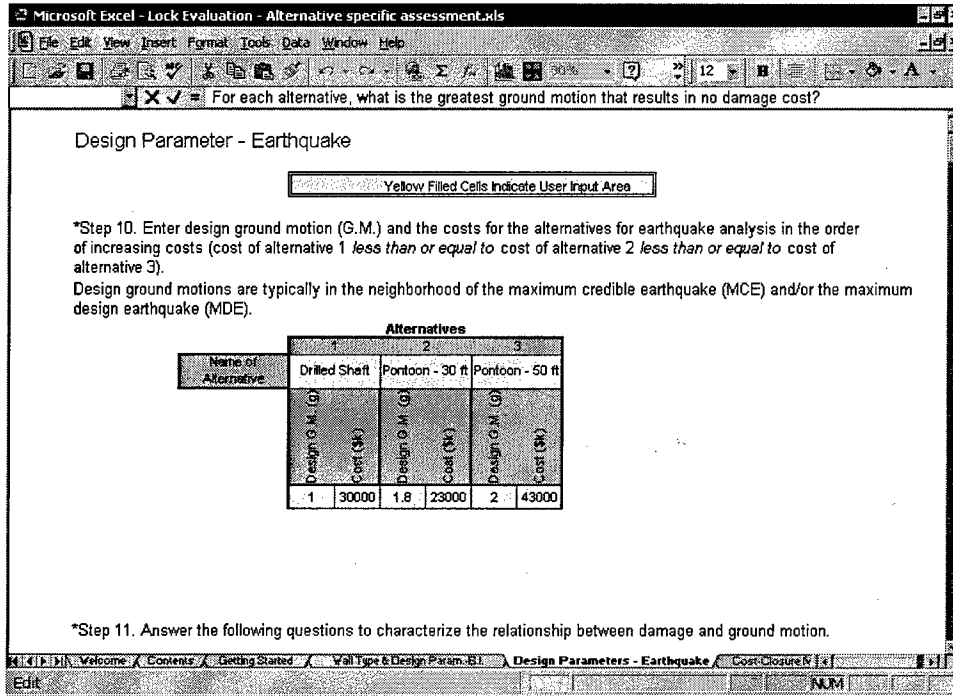 Microsoft Excel - Lock Evaluation - Alternative specific assessment.xls
File Edit View Insert Format Tools Data Window Help
90% 12 B A
= For each alternative, what is the greatest ground motion that results in no damage cost?
Design Parameter - Earthquake
Yellow Filled Cells Indicate User Input Area
*Step 10. Enter design ground motion (G.M.) and the costs for the alternatives for earthquake analysis in the order
of increasing costs (cost of alternative 1 less than or equal to cost of alternative 2 less than or equal to cost of
alternative 3).
Design ground motions are typically in the neighborhood of the maximum credible earthquake (MCE) and/or the maximum
design earthquake (MDE).
Alternatives
1 2 3
Name of
Alternative
Drilled Shaft Pontoon - 30 ft Pontoon - 50 ft
Design G.M. (g) Cost ($k) Design G.M. (g) Cost ($k) Design G.M. (g) Cost ($k)
1 30000 1.8 23000 2 43000
*Step 11. Answer the following questions to characterize the relationship between damage and ground motion.
Welcome Contents Getting Started Wall Type & Design Param.-B.I. Design Parameters - Earthquake Cost-Closure
Edit NUM